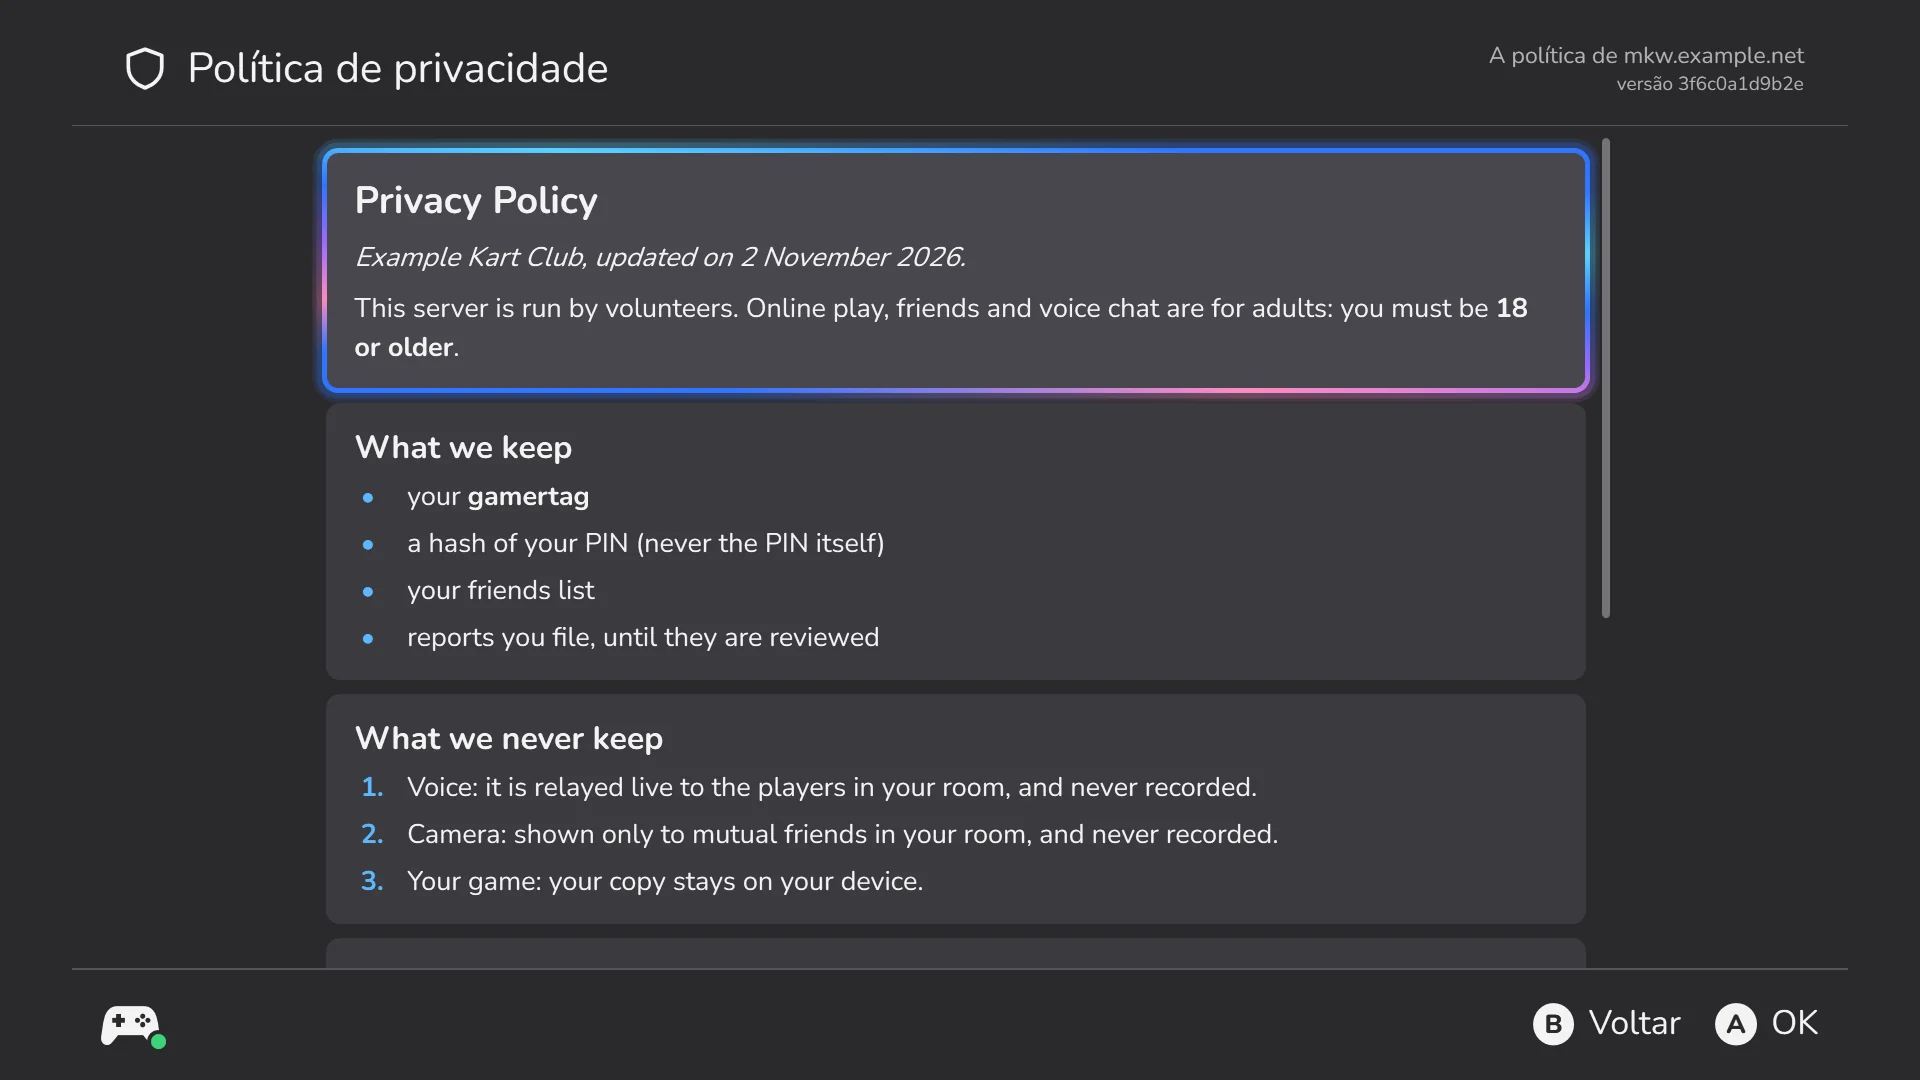 Política de privacidade
A política de mkw.example.net
versão 3f6c0a1d9b2e
Privacy Policy
Example Kart Club, updated on 2 November 2026.
This server is run by volunteers. Online play, friends and voice chat are for adults: you must be 18
or older.
What we keep
• your gamertag
• a hash of your PIN (never the PIN itself)
• your friends list
• reports you file, until they are reviewed
What we never keep
1. Voice: it is relayed live to the players in your room, and never recorded.
2. Camera: shown only to mutual friends in your room, and never recorded.
3. Your game: your copy stays on your device.
B Voltar A OK